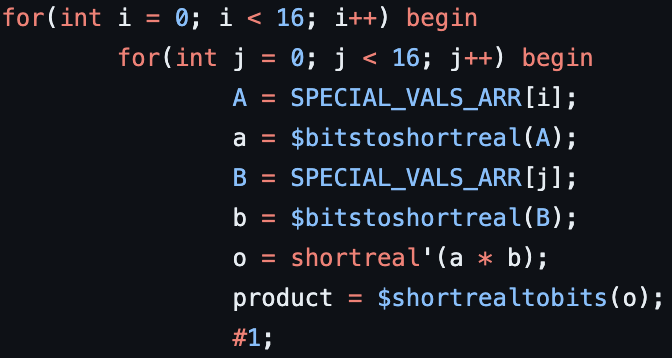 for(int i = 0; i < 16; i++) begin
for(int j = 0; j < 16; j++) begin
A = SPECIAL_VALS_ARR[i];
a = $bitstoshortreal(A);
B = SPECIAL_VALS_ARR[j];
b = $bitstoshortreal(B);
o = shortreal'(a * b);
product = $shortrealtobits(o);
#1;